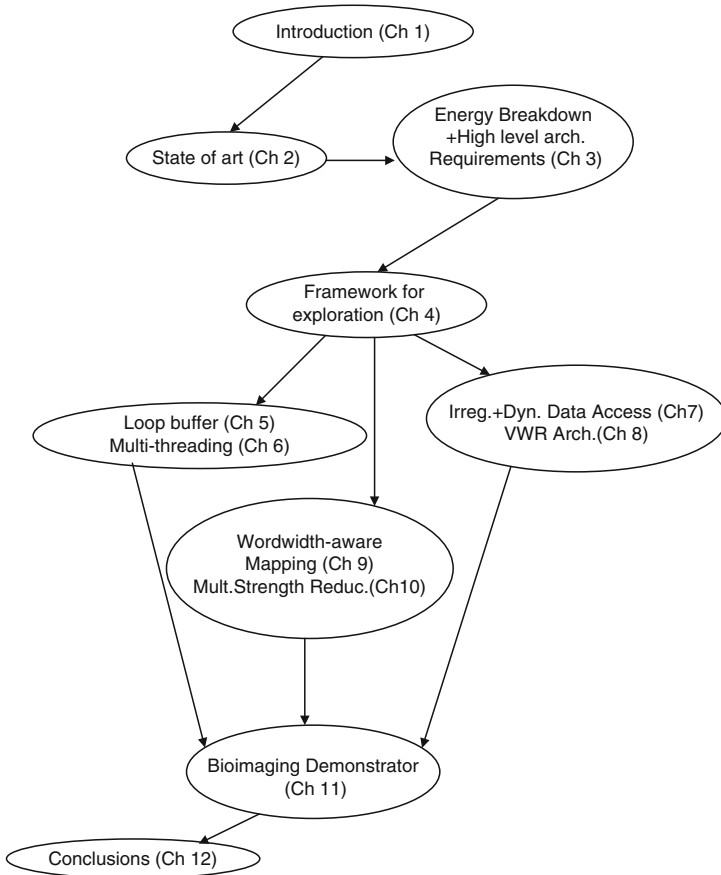 Introduction (Ch 1)
State of art (Ch 2)
Energy Breakdown
+High level arch.
Requirements (Ch 3)
Framework for
exploration (Ch 4)
Loop buffer (Ch 5)
Multi-threading (Ch 6)
Irreg.+Dyn. Data Access (Ch7)
VWR Arch.(Ch 8)
Wordwidth-aware
Mapping (Ch 9)
Mult.Strength Reduc.(Ch10)
Bioimaging Demonstrator
(Ch 11)
Conclusions (Ch 12)